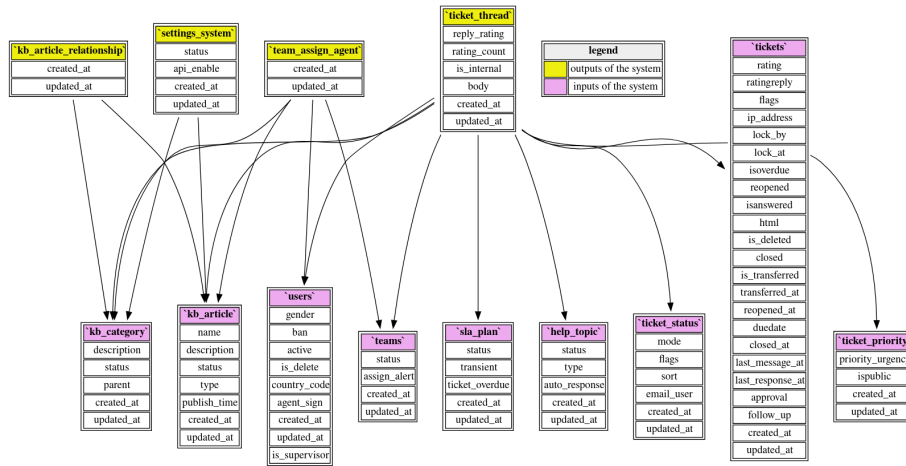 `kb_article_relationship`
created_at
updated_at
`settings_system`
status
api_enable
created_at
updated_at
`team_assign_agent`
created_at
updated_at
`ticket_thread`
reply_rating
rating_count
is_internal
body
created_at
updated_at
legend
outputs of the system
inputs of the system
`tickets`
rating
ratingreply
flags
ip_address
lock_by
lock_at
isoverdue
reopened
isanswered
html
is_deleted
closed
is_transferred
transferred_at
reopened_at
duedate
closed_at
last_message_at
last_response_at
approval
follow_up
created_at
updated_at
`kb_category`
description
status
parent
created_at
updated_at
`kb_article`
name
description
status
type
publish_time
created_at
updated_at
`users`
gender
ban
active
is_delete
country_code
agent_sign
created_at
updated_at
is_supervisor
`teams`
status
assign_alert
created_at
updated_at
`sla_plan`
status
transient
ticket_overdue
created_at
updated_at
`help_topic`
status
type
auto_response
created_at
updated_at
`ticket_status`
mode
flags
sort
email_user
created_at
updated_at
`ticket_priority
priority_urgency
ispublic
created_at
updated_at